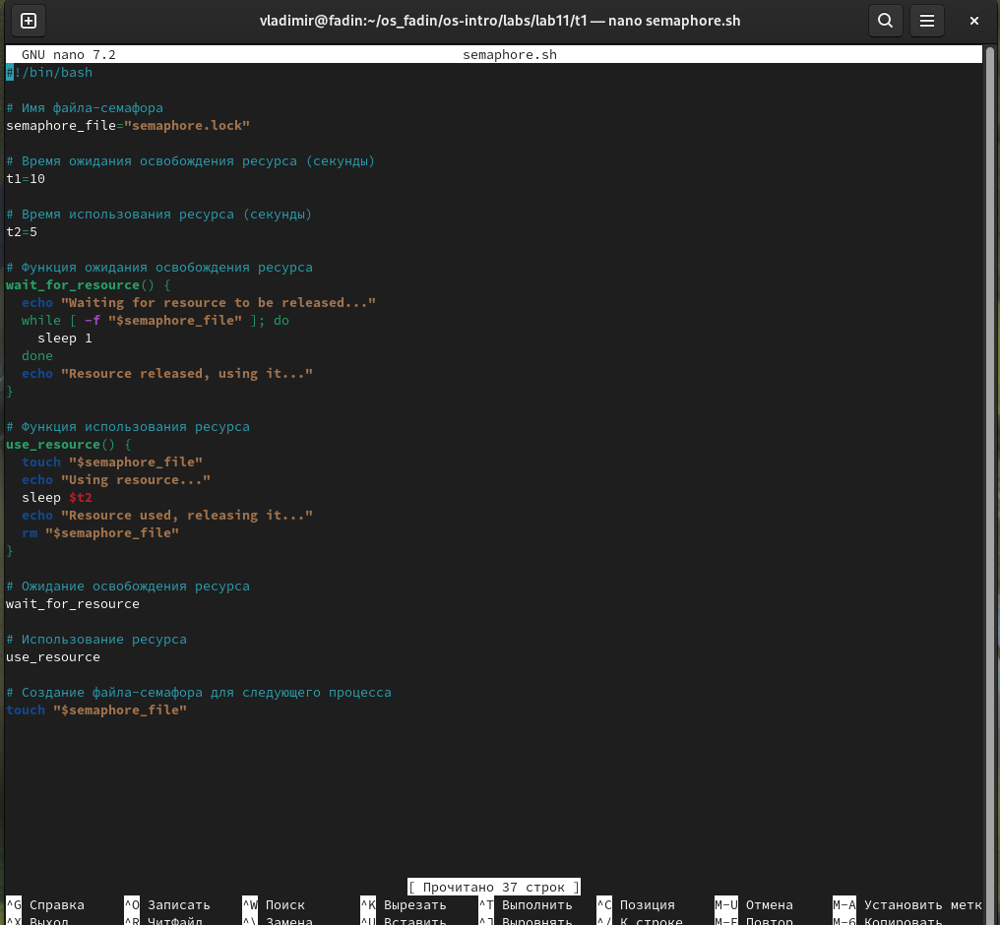 vladimir@fadin:~/os_fadin/os-intro/labs/lab11/t1 — nano semaphore.sh
GNU nano 7.2 semaphore.sh
#!/bin/bash
# Имя файла-семафора
semaphore_file="semaphore.lock"
# Время ожидания освобождения ресурса (секунды)
t1=10
# Время использования ресурса (секунды)
t2=5
# Функция ожидания освобождения ресурса
wait_for_resource() {
  echo "Waiting for resource to be released..."
  while [ -f "$semaphore_file" ]; do
    sleep 1
  done
  echo "Resource released, using it..."
}
# Функция использования ресурса
use_resource() {
  touch "$semaphore_file"
  echo "Using resource..."
  sleep $t2
  echo "Resource used, releasing it..."
  rm "$semaphore_file"
}
# Ожидание освобождения ресурса
wait_for_resource
# Использование ресурса
use_resource
# Создание файла-семафора для следующего процесса
touch "$semaphore_file"
[ Прочитано 37 строк ]
^G Справка ^O Записать ^W Поиск ^K Вырезать ^T Выполнить ^C Позиция M-U Отмена M-A Установить метк
^X Выход ^R ЧитФайл ^\ Замена ^U Вставить ^J Выровнять ^/ К строке M-E Повтор M-6 Копировать